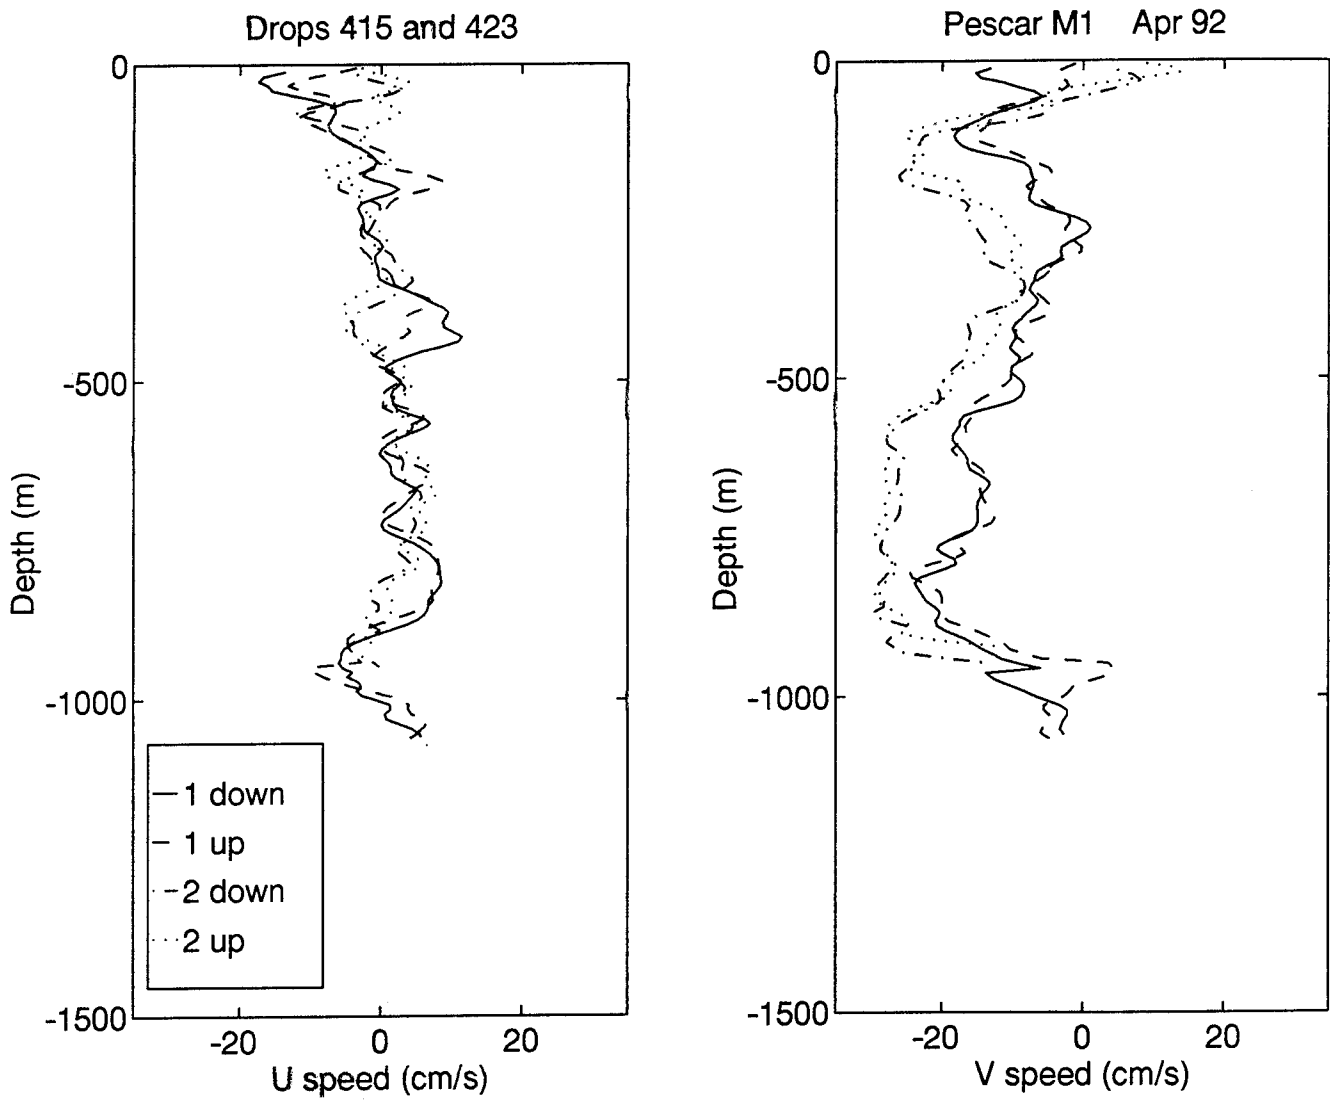 Drops 415 and 423
0
-500
-1000
-1500
Depth (m)
1 down
1 up
2 down
2 up
-20 0 20
U speed (cm/s)
Pescar M1 Apr 92
0
-500
-1000
-1500
Depth (m)
-20 0 20
V speed (cm/s)